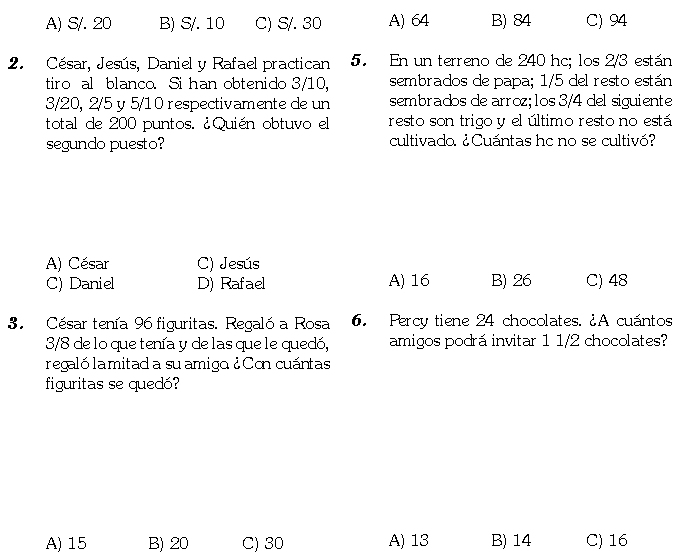 A) S/. 20 B) S/. 10 C) S/. 30
2. César, Jesús, Daniel y Rafael practican
tiro al blanco. Si han obtenido 3/10,
3/20, 2/5 y 5/10 respectivamente de un
total de 200 puntos. ¿Quién obtuvo el
segundo puesto?
A) César C) Jesús
C) Daniel D) Rafael
3. César tenía 96 figuritas. Regaló a Rosa
3/8 de lo que tenía y de las que le quedó,
regaló la mitad a su amiga. ¿Con cuántas
figuritas se quedó?
A) 15 B) 20 C) 30
A) 64 B) 84 C) 94
5. En un terreno de 240 hc; los 2/3 están
sembrados de papa; 1/5 del resto están
sembrados de arroz; los 3/4 del siguiente
resto son trigo y el último resto no está
cultivado. ¿Cuántas hc no se cultivó?
A) 16 B) 26 C) 48
6. Percy tiene 24 chocolates. ¿A cuántos
amigos podrá invitar 1 1/2 chocolates?
A) 13 B) 14 C) 16